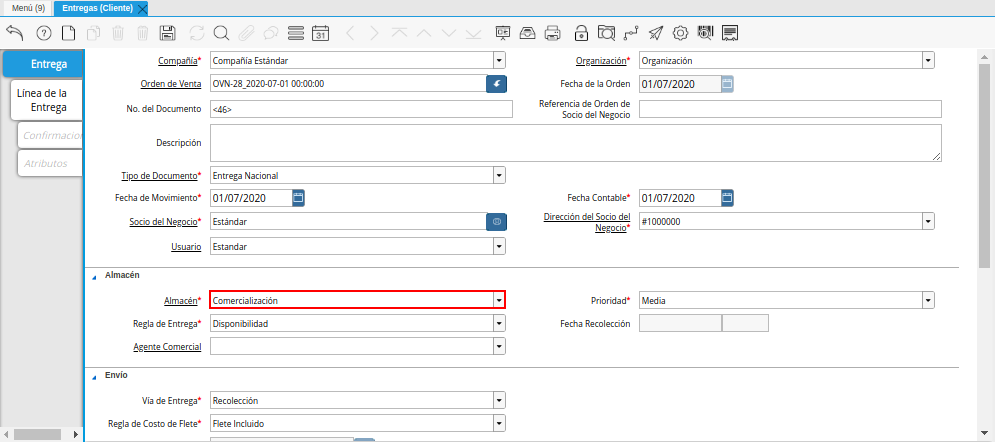 Menú (9) Entregas (Cliente)
Entrega
Línea de la
Entrega
Confirmacion
Atributos
Compañía* Compañía Estándar Organización* Organización
Orden de Venta OVN-28_2020-07-01 00:00:00 Fecha de la Orden 01/07/2020
No. del Documento <46> Referencia de Orden de
Socio del Negocio
Descripción
Tipo de Documento* Entrega Nacional
Fecha de Movimiento* 01/07/2020 Fecha Contable* 01/07/2020
Socio del Negocio* Estándar Dirección del Socio del
Negocio* #1000000
Usuario Estandar
Almacén
Almacén* Comercialización Prioridad* Media
Regla de Entrega* Disponibilidad Fecha Recolección
Agente Comercial
Envío
Vía de Entrega* Recolección
Regla de Costo de Flete* Flete Incluido